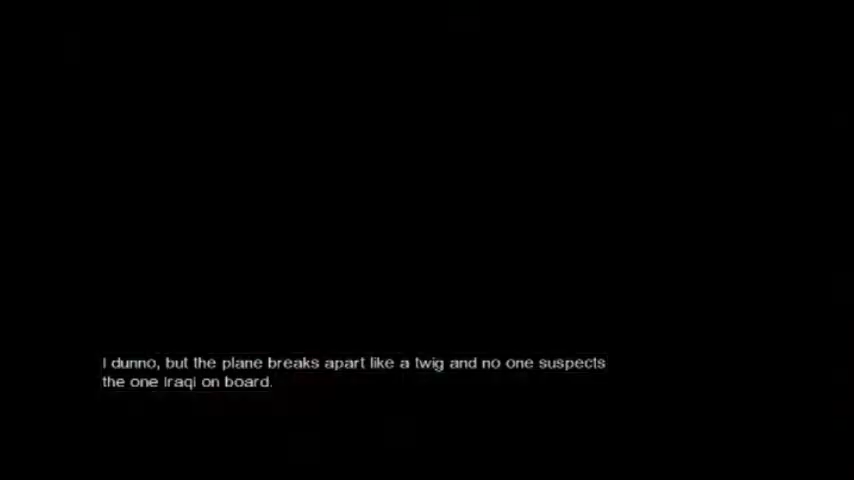 I dunno, but the plane breaks apart like a twig and no one suspects
the one Iraqi on board.